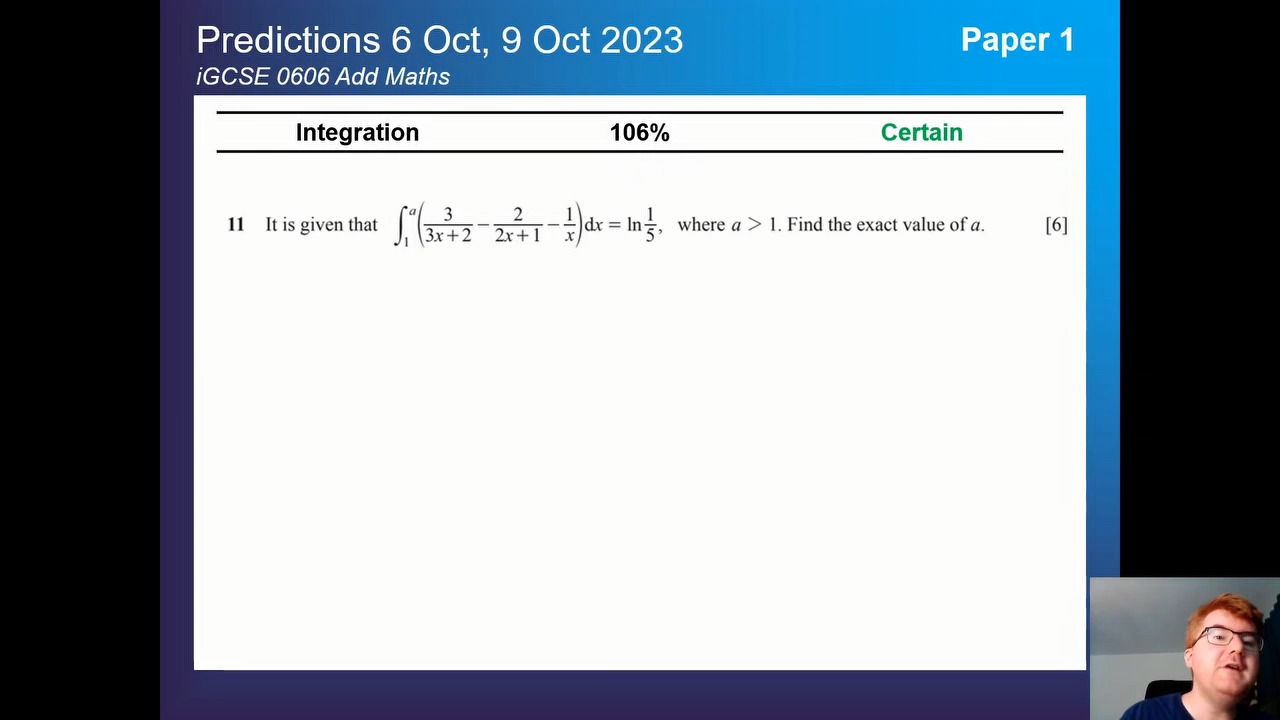 Predictions 6 Oct, 9 Oct 2023
Paper 1
iGCSE 0606 Add Maths
Integration 106% Certain
11 It is given that ∫₁ᵃ(3/(3x+2) − 2/(2x+1) − 1/x)dx = ln 1/5, where a > 1. Find the exact value of a. [6]